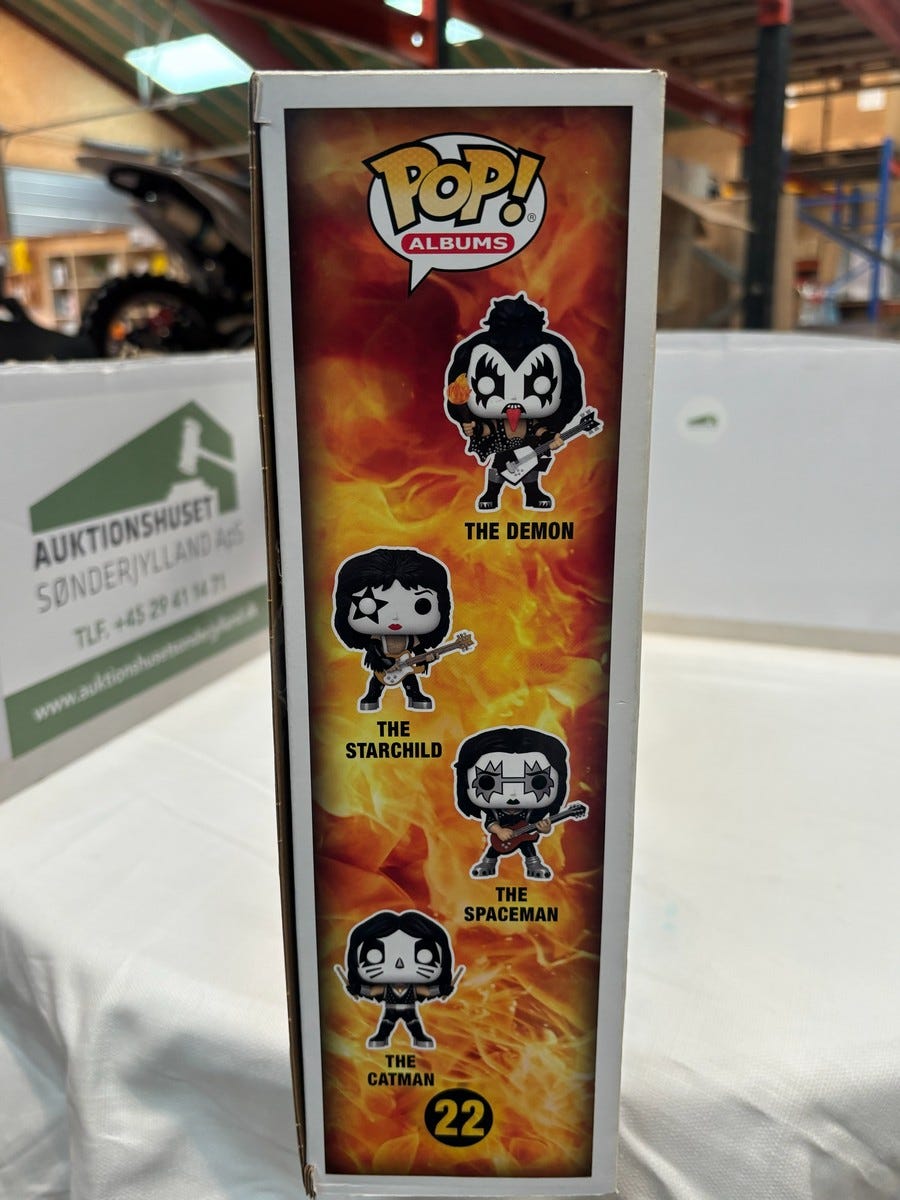 POP!
®
ALBUMS
THE DEMON
THE
STARCHILD
THE
SPACEMAN
THE
CATMAN
22
AUKTIONSHUSET
SØNDERJYLLAND ApS
TLF. +45 29 41 14 71
www.auktionshusetsonderjylland.dk